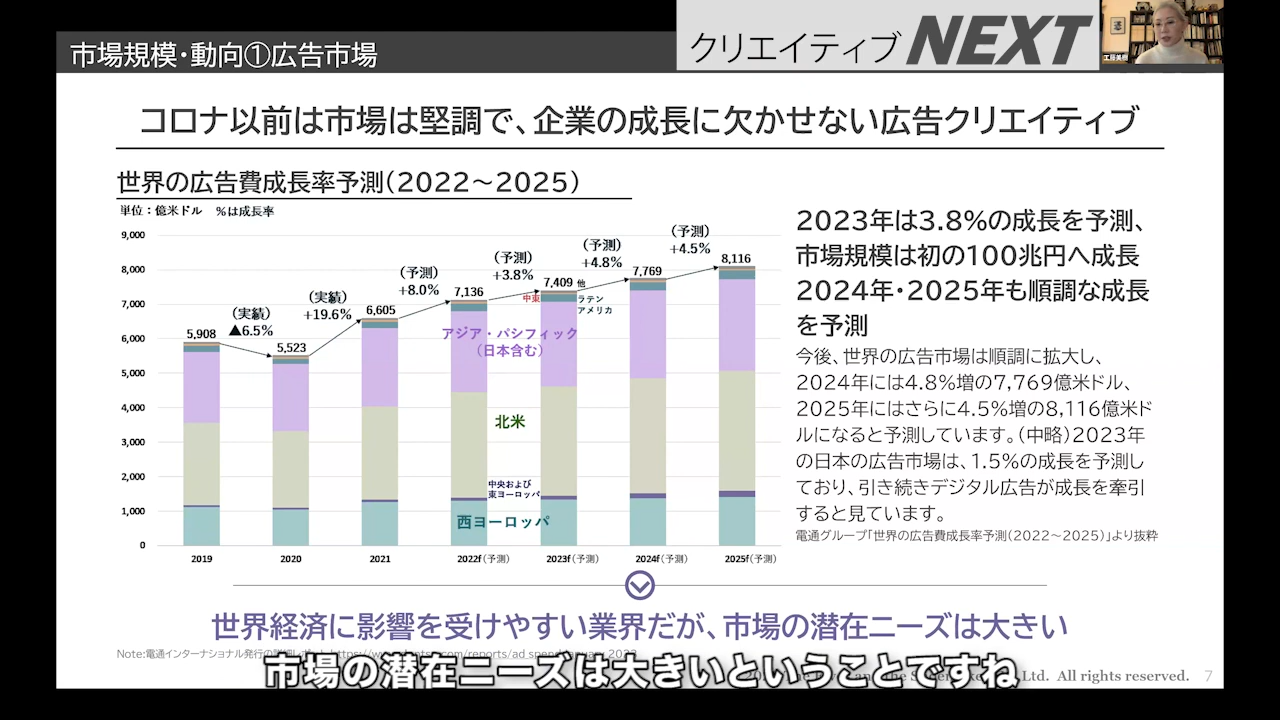 市場規模・動向①広告市場
クリエイティブNEXT
コロナ以前は市場は堅調で、企業の成長に欠かせない広告クリエイティブ
世界の広告費成長率予測(2022～2025)
単位：億米ドル　%は成長率
9,000
8,000
7,000
6,000
5,000
4,000
3,000
2,000
1,000
0
5,908
(実績)
▲6.5%
5,523
(実績)
+19.6%
6,605
(予測)
+8.0%
7,136
(予測)
+3.8%
7,409
(予測)
+4.8%
7,769
(予測)
+4.5%
8,116
他
中東
ラテン
アメリカ
アジア・パシフィック
(日本含む)
北米
中央および
東ヨーロッパ
西ヨーロッパ
2019
2020
2021
2022f(予測)
2023f(予測)
2024f(予測)
2025f(予測)
2023年は3.8%の成長を予測、
市場規模は初の100兆円へ成長
2024年・2025年も順調な成長
を予測
今後、世界の広告市場は順調に拡大し、
2024年には4.8%増の7,769億米ドル、
2025年にはさらに4.5%増の8,116億米ド
ルになると予測しています。(中略)2023年
の日本の広告市場は、1.5%の成長を予測し
ており、引き続きデジタル広告が成長を牽引
すると見ています。
電通グループ「世界の広告費成長率予測(2022～2025)」より抜粋
世界経済に影響を受けやすい業界だが、市場の潜在ニーズは大きい
Note:電通インターナショナル発行の
市場の潜在ニーズは大きいということですね
Ltd. All rights reserved.
7